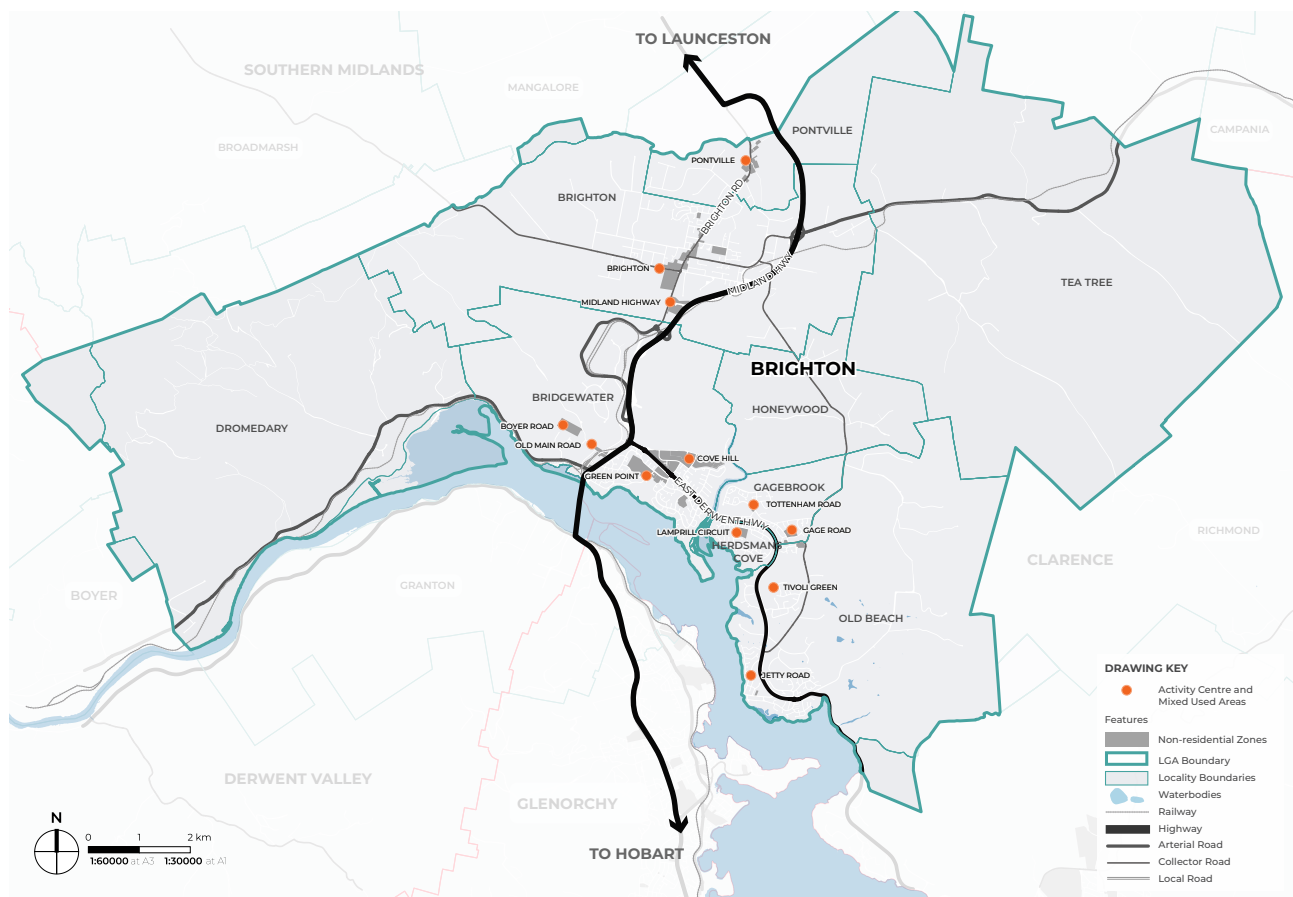 TO LAUNCESTON
SOUTHERN MIDLANDS
MANGALORE
PONTVILLE
CAMPANIA
BROADMARSH
PONTVILLE
BRIGHTON
BRIGHTON RD
BRIGHTON
MIDLAND HWY
TEA TREE
MIDLAND HIGHWAY
BRIGHTON
BRIDGEWATER
HONEYWOOD
DROMEDARY
BOYER ROAD
OLD MAIN ROAD
COVE HILL
GREEN POINT
GAGEBROOK
EAST DERWENT HWY
TOTTENHAM ROAD
LAMPRILL CIRCUIT
GAGE ROAD
RICHMOND
HERDSMANS
COVE
CLARENCE
GRANTON
TIVOLI GREEN
BOYER
OLD BEACH
JETTY ROAD
DERWENT VALLEY
GLENORCHY
TO HOBART
N
0 1 2 km
1:60000 at A3 1:30000 at A1
DRAWING KEY
Activity Centre and
Mixed Used Areas
Features
Non-residential Zones
LGA Boundary
Locality Boundaries
Waterbodies
Railway
Highway
Arterial Road
Collector Road
Local Road